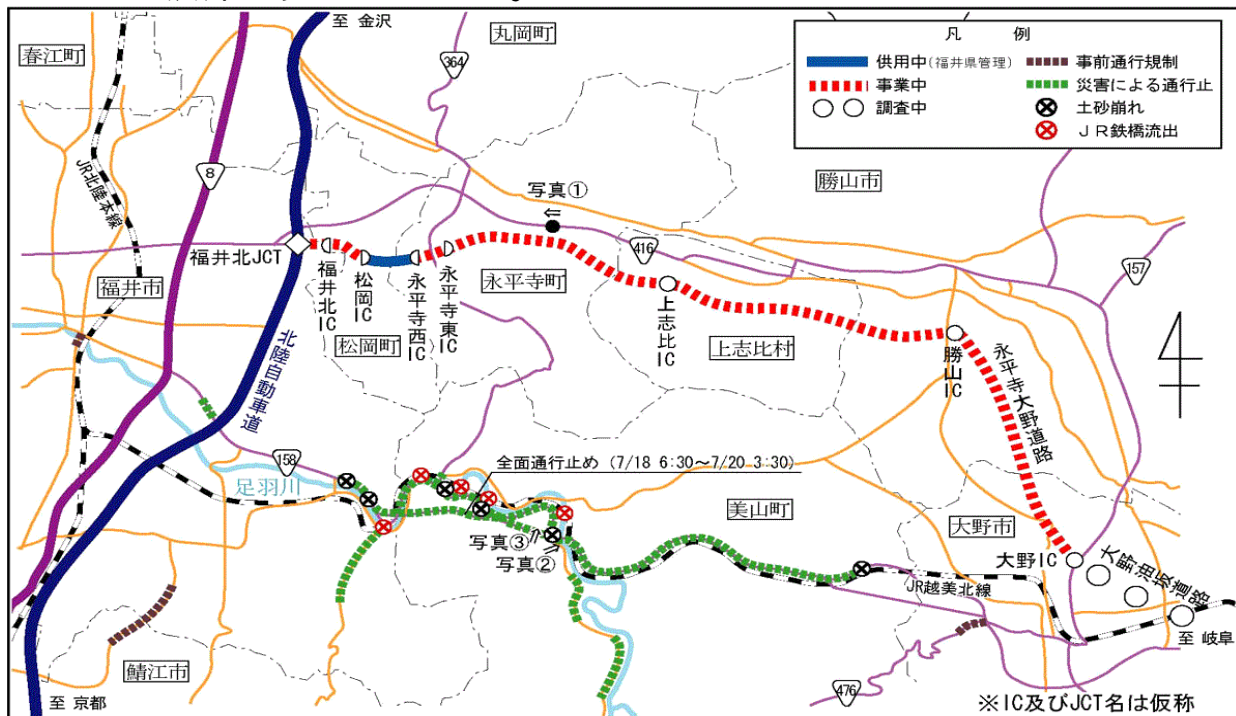 至 金沢
丸岡町
春江町
364
凡 例
供用中(福井県管理)
事業中
調査中
事前通行規制
災害による通行止
土砂崩れ
JR鉄橋流出
勝山市
JR北陸本線
8
写真①
⇐
416
157
福井北JCT
福井北IC
松岡IC
永平寺西IC
永平寺東IC
永平寺町
上志比IC
上志比村
勝山IC
福井市
松岡町
北陸自動車道
永平寺大野道路
158
足羽川
全面通行止め (7/18 6:30～7/20 3:30)
美山町
大野市
写真③⇒
写真②⇒
大野IC
大野油坂道路
JR越美北線
至 岐阜
鯖江市
476
至 京都
※IC及びJCT名は仮称